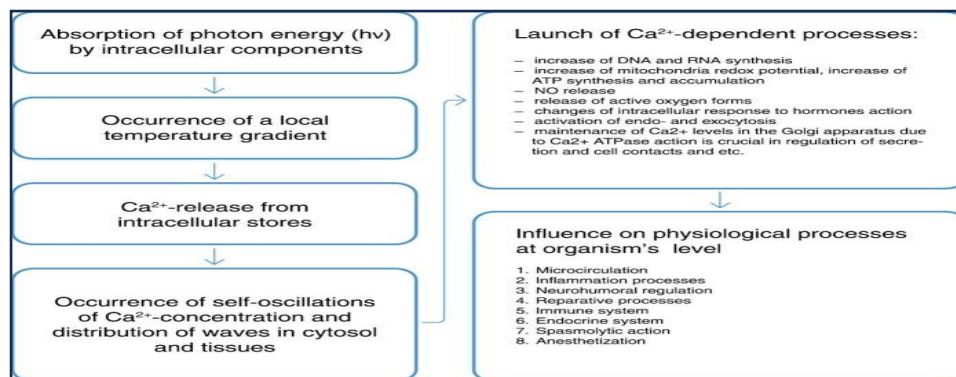 Absorption of photon energy (hν)
by intracellular components
Occurrence of a local
temperature gradient
Ca²⁺-release from
intracellular stores
Occurrence of self-oscillations
of Ca²⁺-concentration and
distribution of waves in cytosol
and tissues
Launch of Ca²⁺-dependent processes:
– increase of DNA and RNA synthesis
– increase of mitochondria redox potential, increase of
ATP synthesis and accumulation
– NO release
– release of active oxygen forms
– changes of intracellular response to hormones action
– activation of endo- and exocytosis
– maintenance of Ca2+ levels in the Golgi apparatus due
to Ca2+ ATPase action is crucial in regulation of secre-
tion and cell contacts and etc.
Influence on physiological processes
at organism's level
1. Microcirculation
2. Inflammation processes
3. Neurohumoral regulation
4. Reparative processes
5. Immune system
6. Endocrine system
7. Spasmolytic action
8. Anesthetization